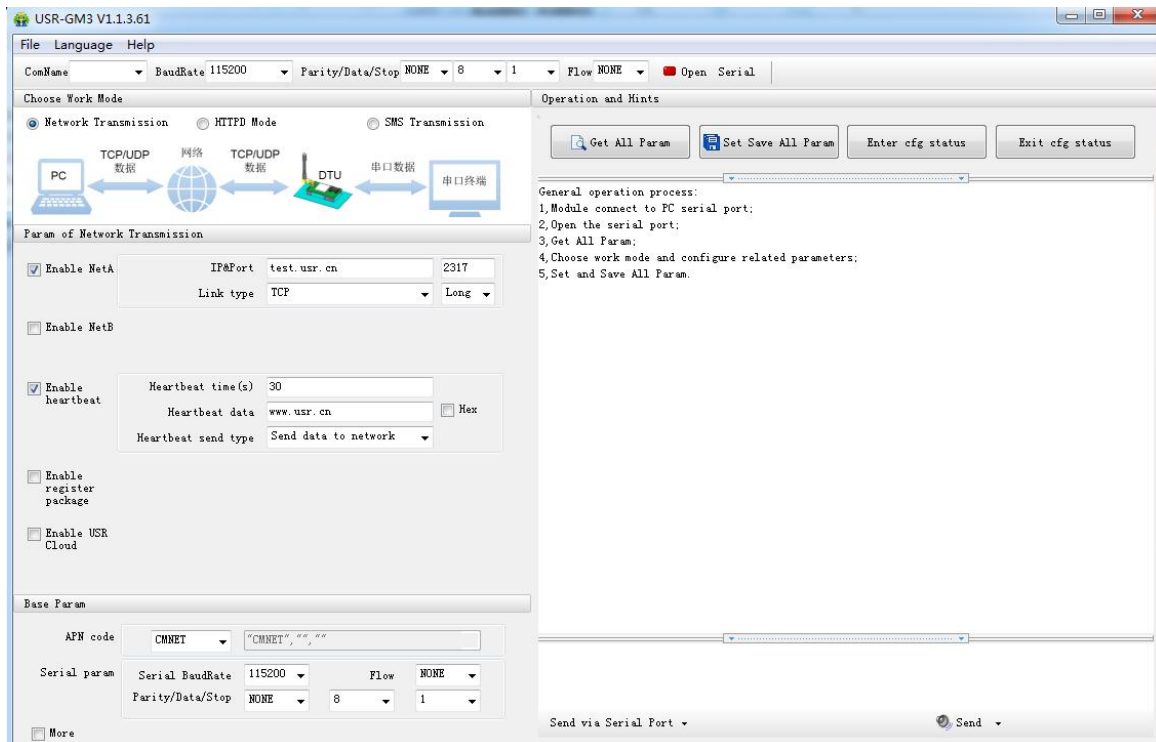 USR-GM3 V1.1.3.61
File Language Help
ComName BaudRate 115200 Parity/Data/Stop NONE 8 1 Flow NONE Open Serial
Choose Work Mode
Network Transmission HTTPD Mode SMS Transmission
PC TCP/UDP 数据 网络 TCP/UDP 数据 DTU 串口数据 串口终端
Param of Network Transmission
Enable NetA IP&Port test.usr.cn 2317
Link type TCP Long
Enable NetB
Enable heartbeat
Heartbeat time(s) 30
Heartbeat data www.usr.cn Hex
Heartbeat send type Send data to network
Enable
register
package
Enable USR
Cloud
Base Param
APN code CMNET "CMNET","",""
Serial param Serial BaudRate 115200 Flow NONE
Parity/Data/Stop NONE 8 1
More
Operation and Hints
Get All Param Set Save All Param Enter cfg status Exit cfg status
General operation process:
1,Module connect to PC serial port;
2,Open the serial port;
3,Get All Param;
4,Choose work mode and configure related parameters;
5,Set and Save All Param.
Send via Serial Port Send